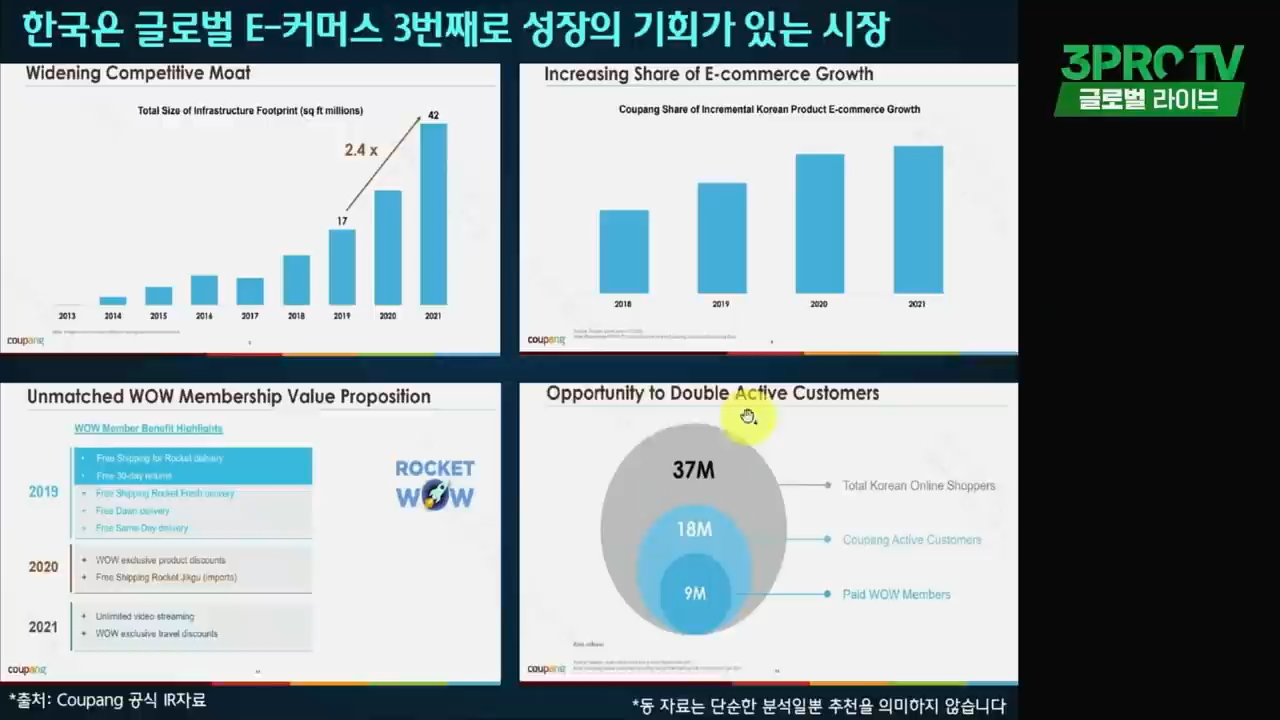 한국은 글로벌 E-커머스 3번째로 성장의 기회가 있는 시장
3PRO TV
글로벌 라이브
Widening Competitive Moat
Total Size of Infrastructure Footprint (sq ft millions)
42
2.4 x
17
2013 2014 2015 2016 2017 2018 2019 2020 2021
coupang
Increasing Share of E-commerce Growth
Coupang Share of Incremental Korean Product E-commerce Growth
2018 2019 2020 2021
coupang
Unmatched WOW Membership Value Proposition
WOW Member Benefit Highlights
2019
Free Shipping for Rocket delivery
Free 30-day returns
Free Shipping Rocket Fresh delivery
Free Dawn delivery
Free Same-Day delivery
ROCKET
WOW
2020
WOW exclusive product discounts
Free Shipping Rocket Jikgu (imports)
2021
Unlimited video streaming
WOW exclusive travel discounts
coupang
Opportunity to Double Active Customers
37M
Total Korean Online Shoppers
18M
Coupang Active Customers
9M
Paid WOW Members
coupang
*출처: Coupang 공식 IR자료
*동 자료는 단순한 분석일뿐 추천을 의미하지 않습니다